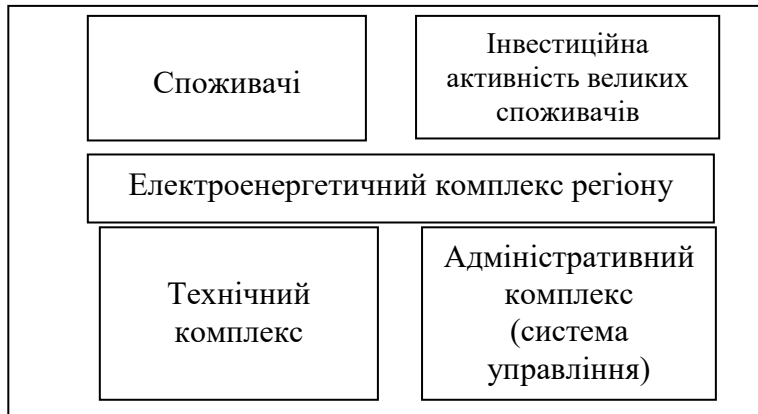 Споживачі
Інвестиційна
активність великих
споживачів
Електроенергетичний комплекс регіону
Технічний
комплекс
Адміністративний
комплекс
(система
управління)